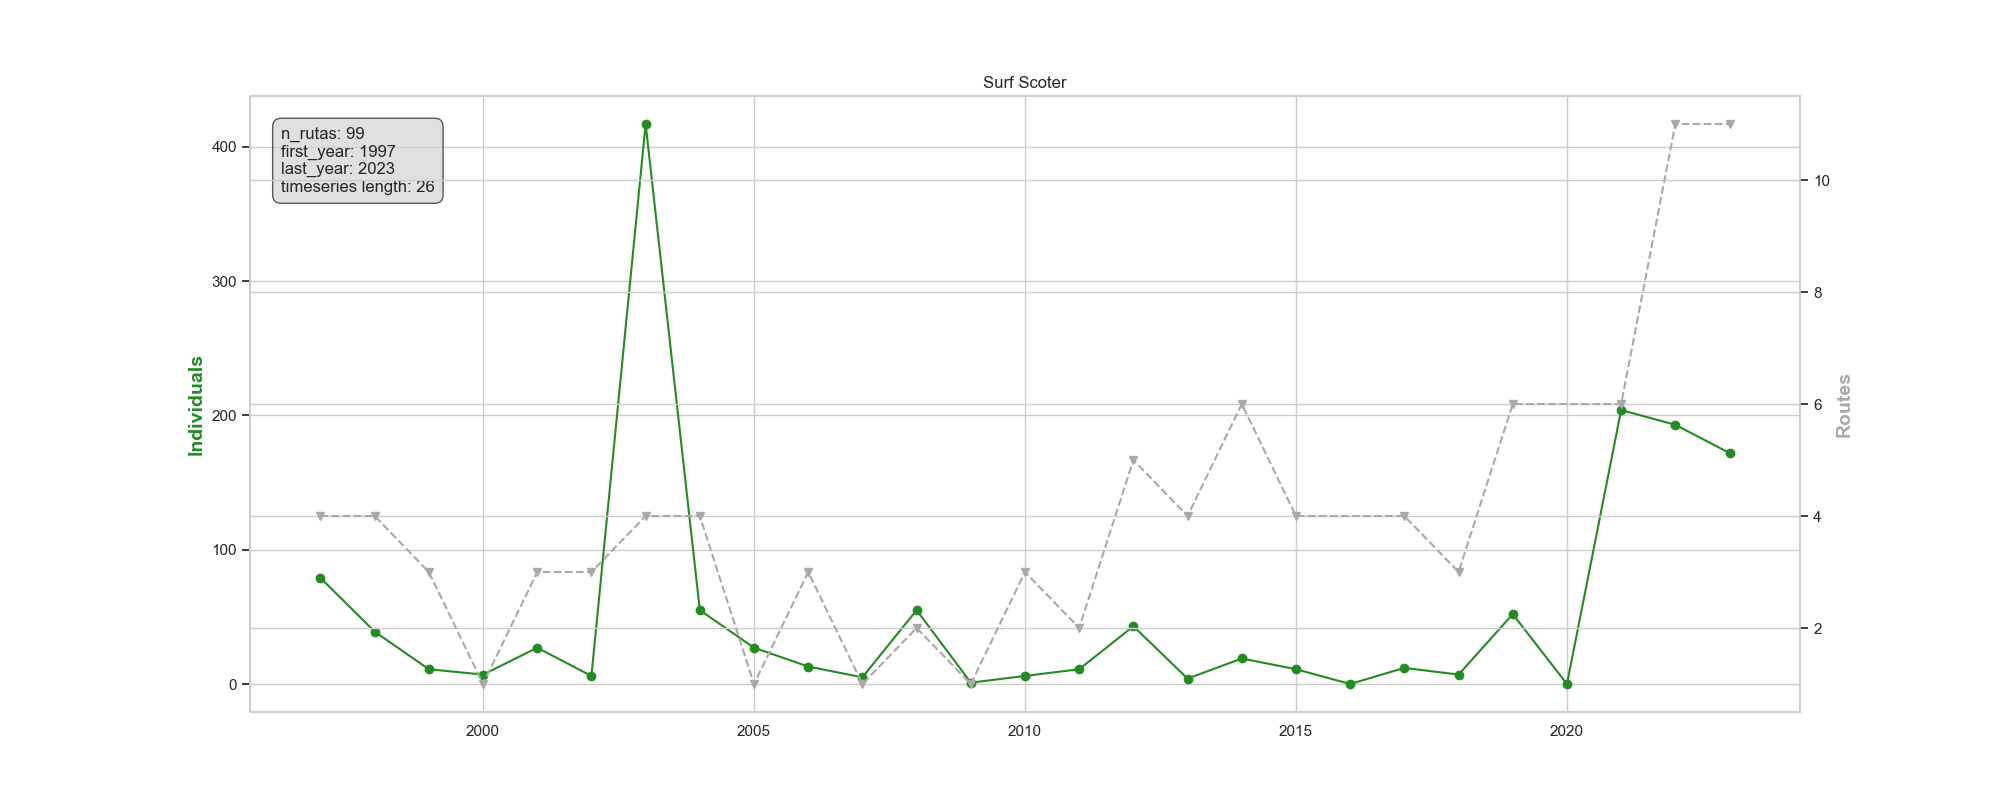 Surf Scoter
n_rutas: 99
first_year: 1997
last_year: 2023
timeseries length: 26
400
300
200
100
0
Individuals
10
8
6
4
2
Routes
2000
2005
2010
2015
2020